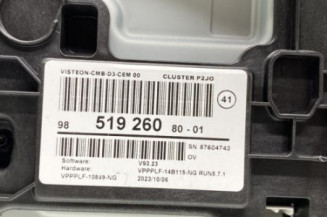 VISTEON-CMB-D3-CEM 00 CLUSTER P2JO
41
98 519 260 80 - 01
SN 87604743
OV
Software: V93.23
Hardware: VPPPLF-14B115-NG RUN5.7.1
VPPPLF-10849-NG 2023/10/06